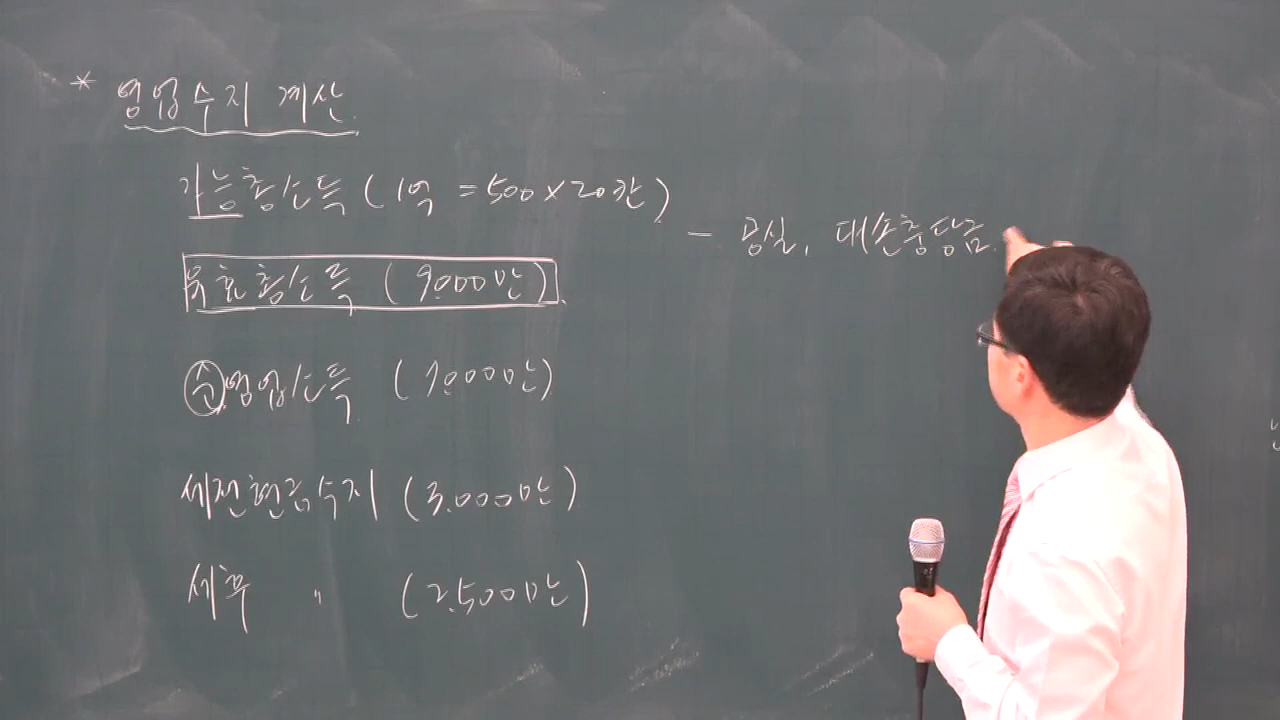 * 영업수지 계산.
가능총소득 (1억 = 500 × 20칸)
- 공실, 대손충당금.
유효총소득 (9.000만).
순영업소득 (7.000만)
세전현금수지 (3.000만)
세후 〃 (2.500만)